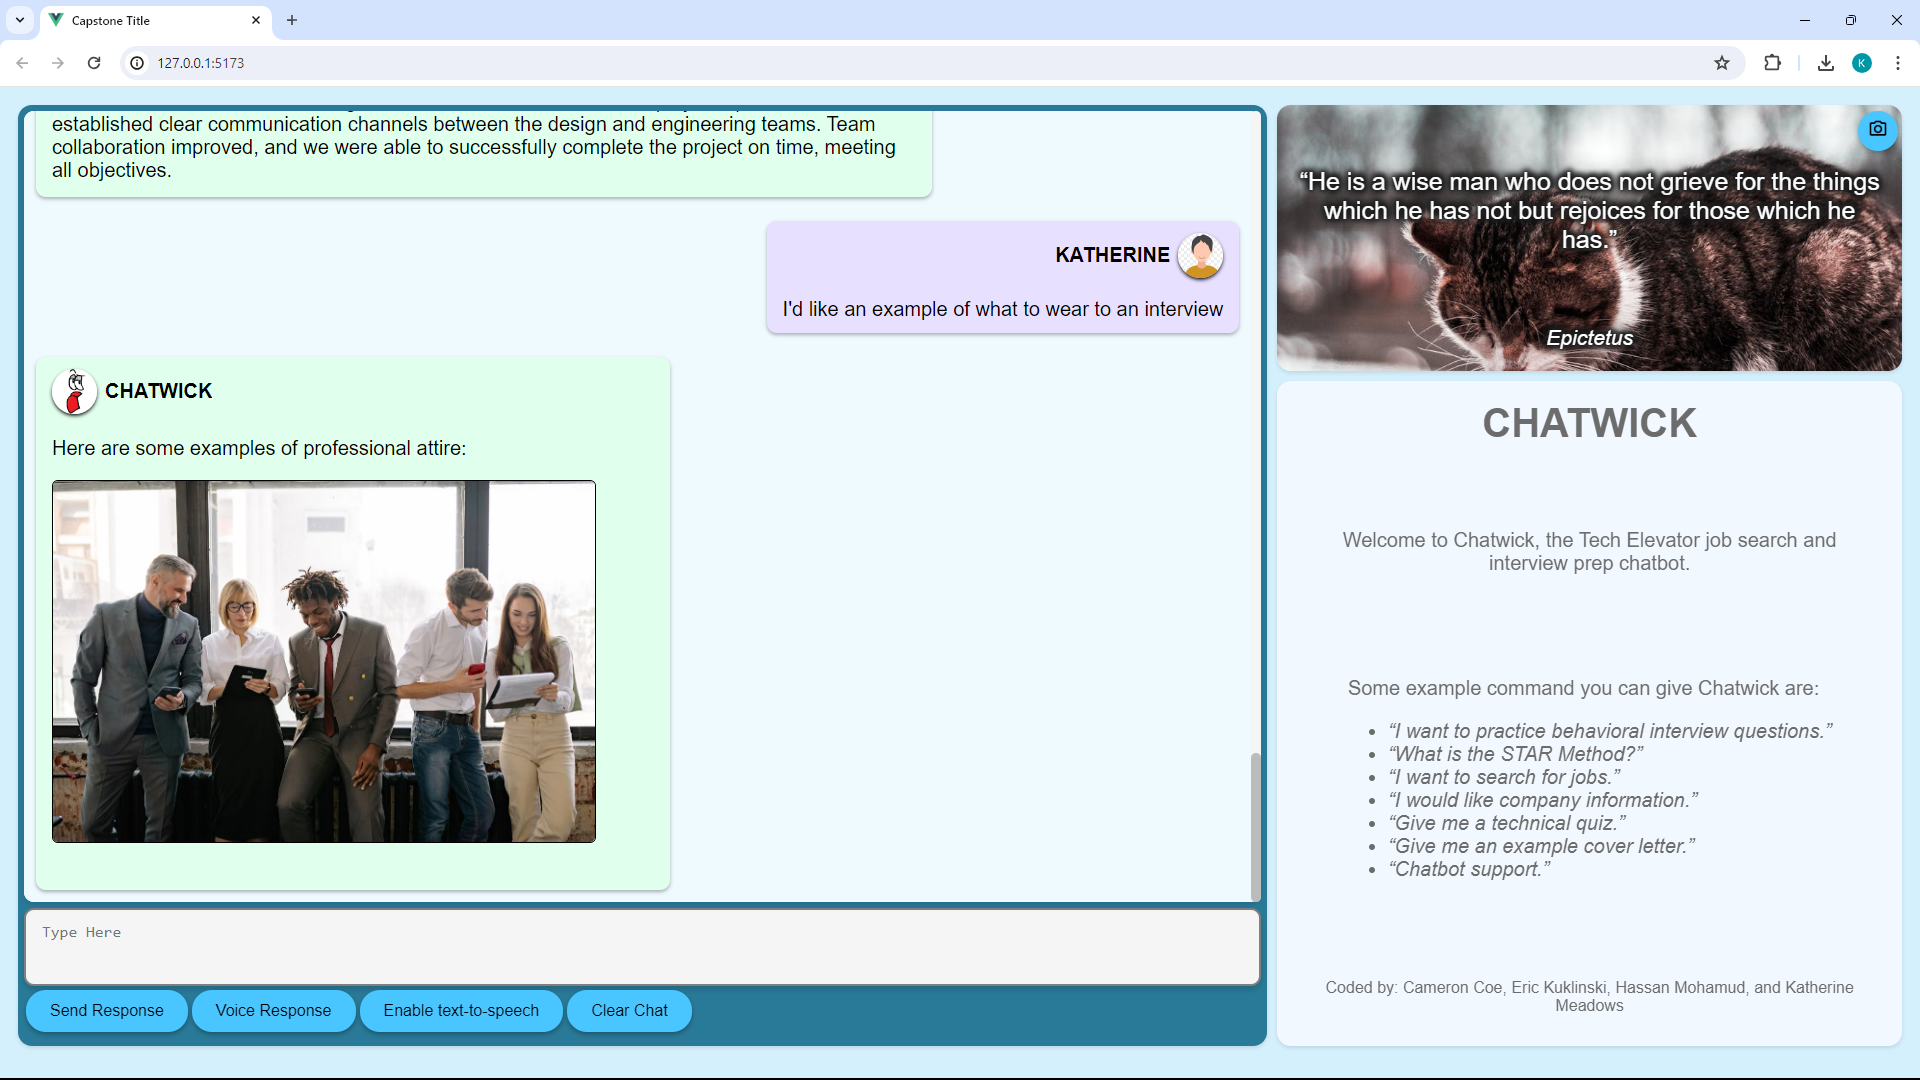 Capstone Title
127.0.0.1:5173
K
established clear communication channels between the design and engineering teams. Team
collaboration improved, and we were able to successfully complete the project on time, meeting
all objectives.
KATHERINE
I'd like an example of what to wear to an interview
CHATWICK
Here are some examples of professional attire:
Type Here
Send Response
Voice Response
Enable text-to-speech
Clear Chat
“He is a wise man who does not grieve for the things
which he has not but rejoices for those which he
has.”
Epictetus
CHATWICK
Welcome to Chatwick, the Tech Elevator job search and
interview prep chatbot.
Some example command you can give Chatwick are:
“I want to practice behavioral interview questions.”
“What is the STAR Method?”
“I want to search for jobs.”
“I would like company information.”
“Give me a technical quiz.”
“Give me an example cover letter.”
“Chatbot support.”
Coded by: Cameron Coe, Eric Kuklinski, Hassan Mohamud, and Katherine
Meadows